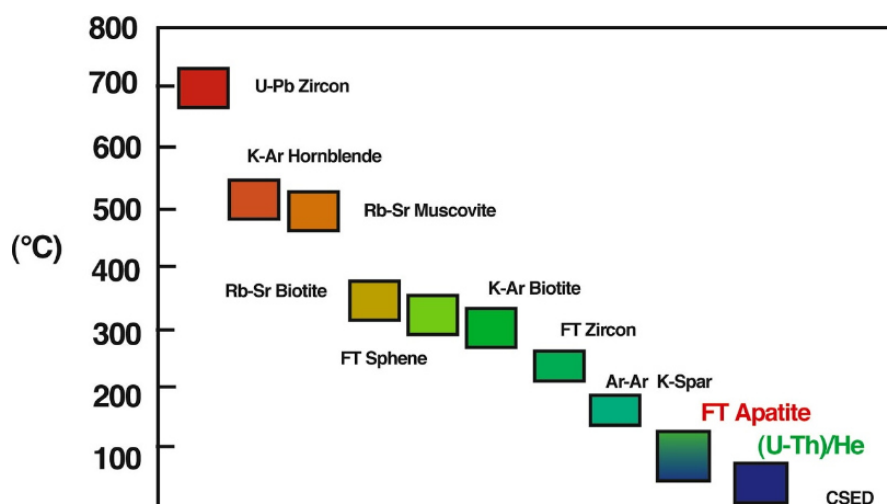 800
700
U-Pb Zircon
600
K-Ar Hornblende
500
Rb-Sr Muscovite
(°C)
400
Rb-Sr Biotite
K-Ar Biotite
300
FT Zircon
FT Sphene
Ar-Ar K-Spar
200
FT Apatite
(U-Th)/He
100
CSED